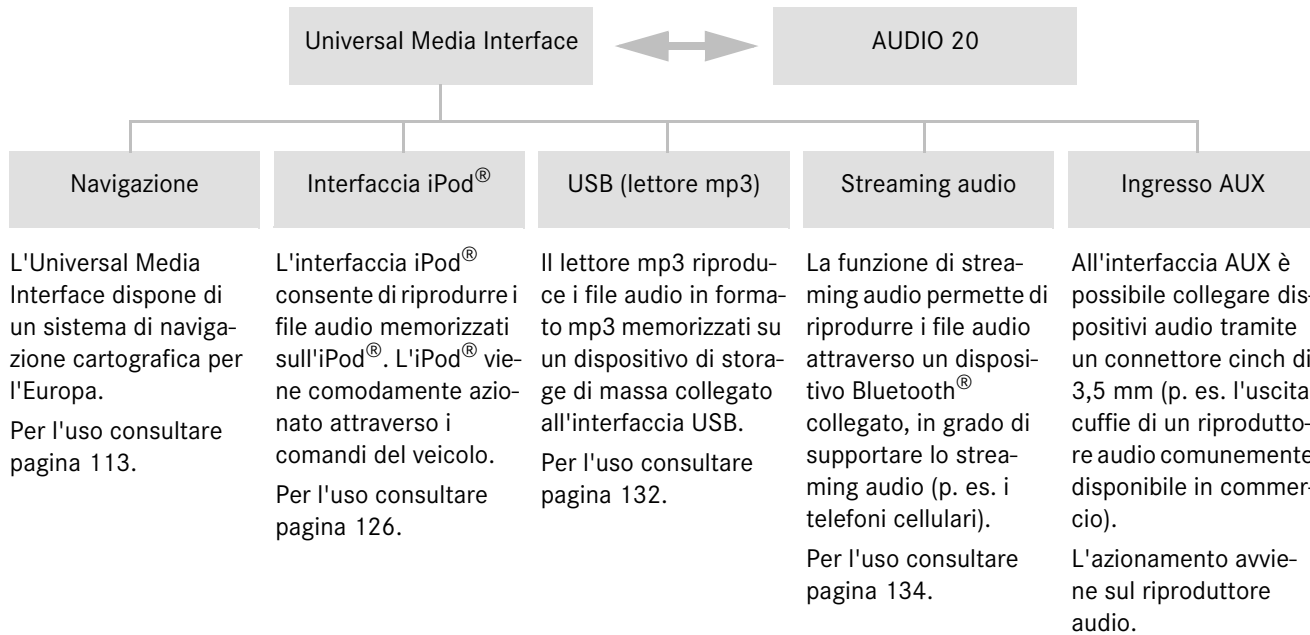 Universal Media Interface
AUDIO 20
Navigazione
Interfaccia iPod®
USB (lettore mp3)
Streaming audio
Ingresso AUX
L'Universal Media
Interface dispone di
un sistema di naviga-
zione cartografica per
l'Europa.
Per l'uso consultare
pagina 113.
L'interfaccia iPod®
consente di riprodurre i
file audio memorizzati
sull'iPod®. L'iPod® vie-
ne comodamente azio-
nato attraverso i
comandi del veicolo.
Per l'uso consultare
pagina 126.
Il lettore mp3 riprodu-
ce i file audio in forma-
to mp3 memorizzati su
un dispositivo di stora-
ge di massa collegato
all'interfaccia USB.
Per l'uso consultare
pagina 132.
La funzione di strea-
ming audio permette di
riprodurre i file audio
attraverso un disposi-
tivo Bluetooth®
collegato, in grado di
supportare lo strea-
ming audio (p. es. i
telefoni cellulari).
Per l'uso consultare
pagina 134.
All'interfaccia AUX è
possibile collegare dis-
positivi audio tramite
un connettore cinch di
3,5 mm (p. es. l'uscita
cuffie di un riprodutto-
re audio comunemente
disponibile in commer-
cio).
L'azionamento avvie-
ne sul riproduttore
audio.